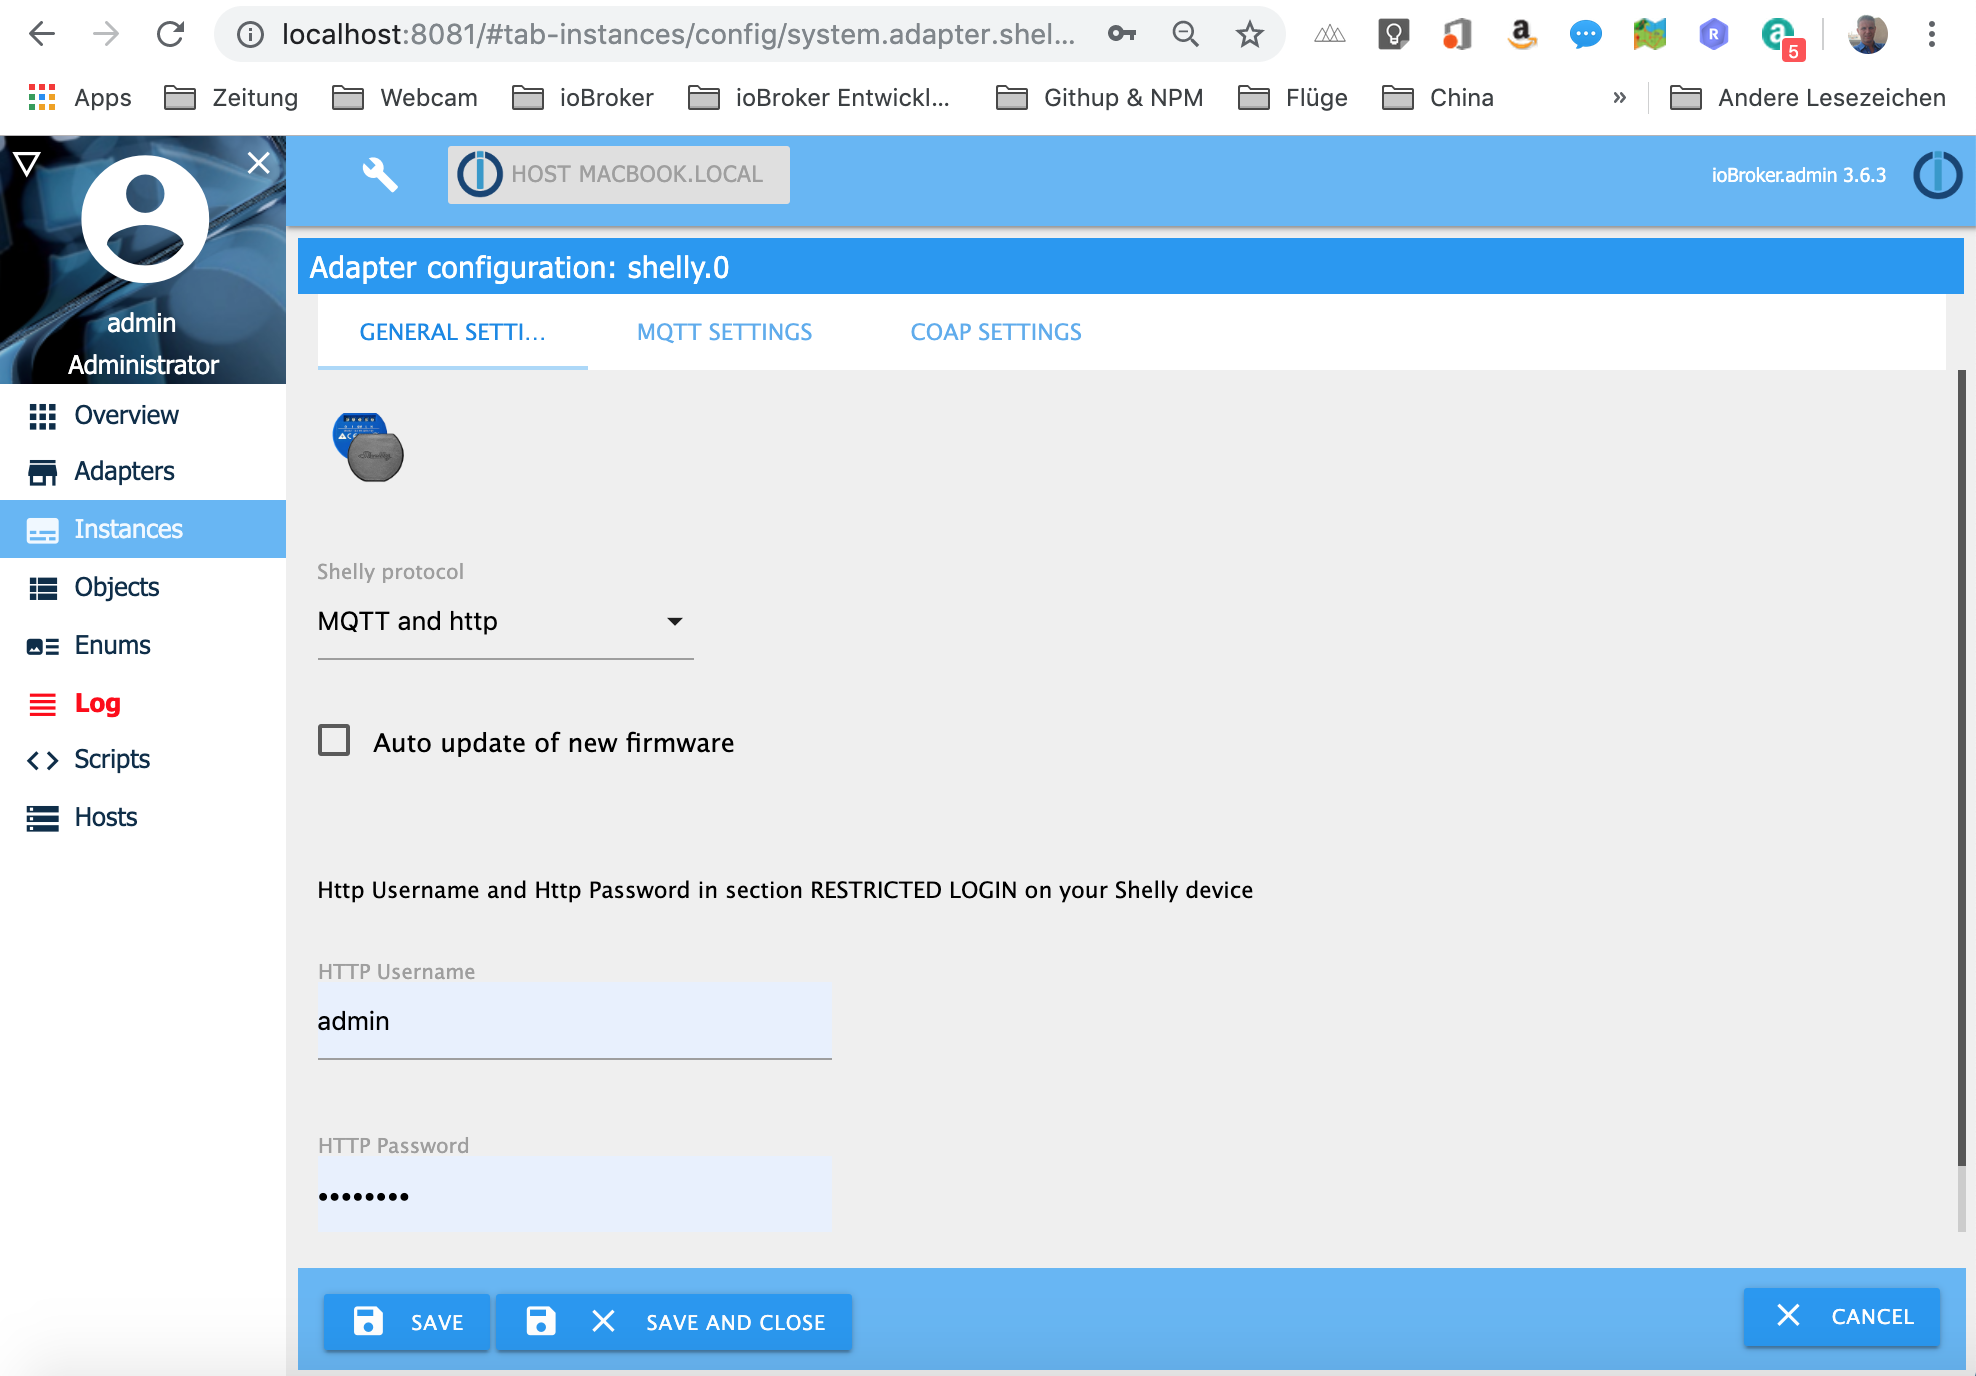 localhost:8081/#tab-instances/config/system.adapter.shel...
5
Apps
Zeitung
Webcam
ioBroker
ioBroker Entwickl...
Githup & NPM
Flüge
China
»
Andere Lesezeichen
HOST MACBOOK.LOCAL
ioBroker.admin 3.6.3
admin
Administrator
Overview
Adapters
Instances
Objects
Enums
Log
Scripts
Hosts
Adapter configuration: shelly.0
GENERAL SETTI...
MQTT SETTINGS
COAP SETTINGS
Shelly protocol
MQTT and http
Auto update of new firmware
Http Username and Http Password in section RESTRICTED LOGIN on your Shelly device
HTTP Username
admin
HTTP Password
••••••••
SAVE
SAVE AND CLOSE
CANCEL